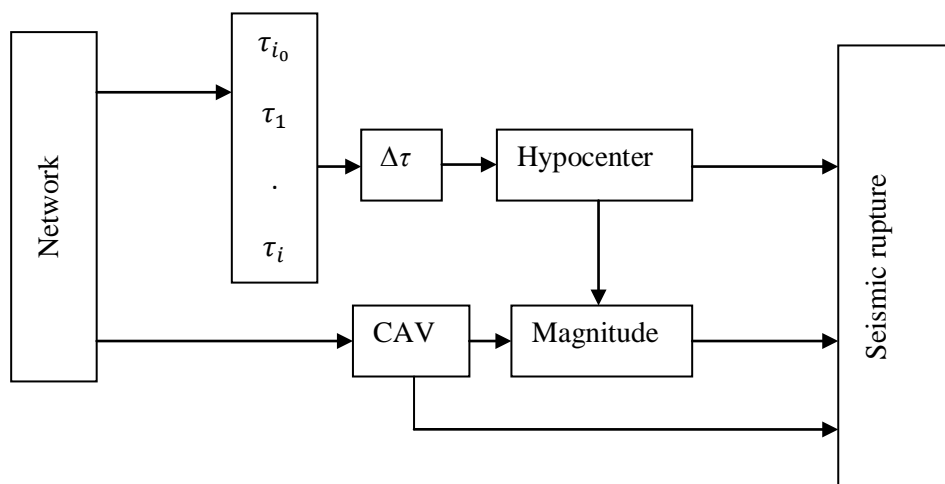 Network
τ_{i_0}
τ_1
.
τ_i
Δτ
Hypocenter
CAV
Magnitude
Seismic rupture